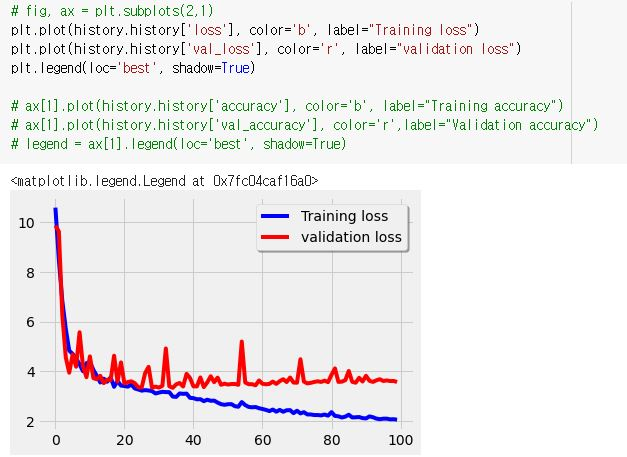 # fig, ax = plt.subplots(2,1)
plt.plot(history.history['loss'], color='b', label="Training loss")
plt.plot(history.history['val_loss'], color='r', label="validation loss")
plt.legend(loc='best', shadow=True)
# ax[1].plot(history.history['accuracy'], color='b', label="Training accuracy")
# ax[1].plot(history.history['val_accuracy'], color='r',label="Validation accuracy")
# legend = ax[1].legend(loc='best', shadow=True)
<matplotlib.legend.Legend at 0x7fc04caf16a0>
Training loss
validation loss
10
8
6
4
2
0 20 40 60 80 100